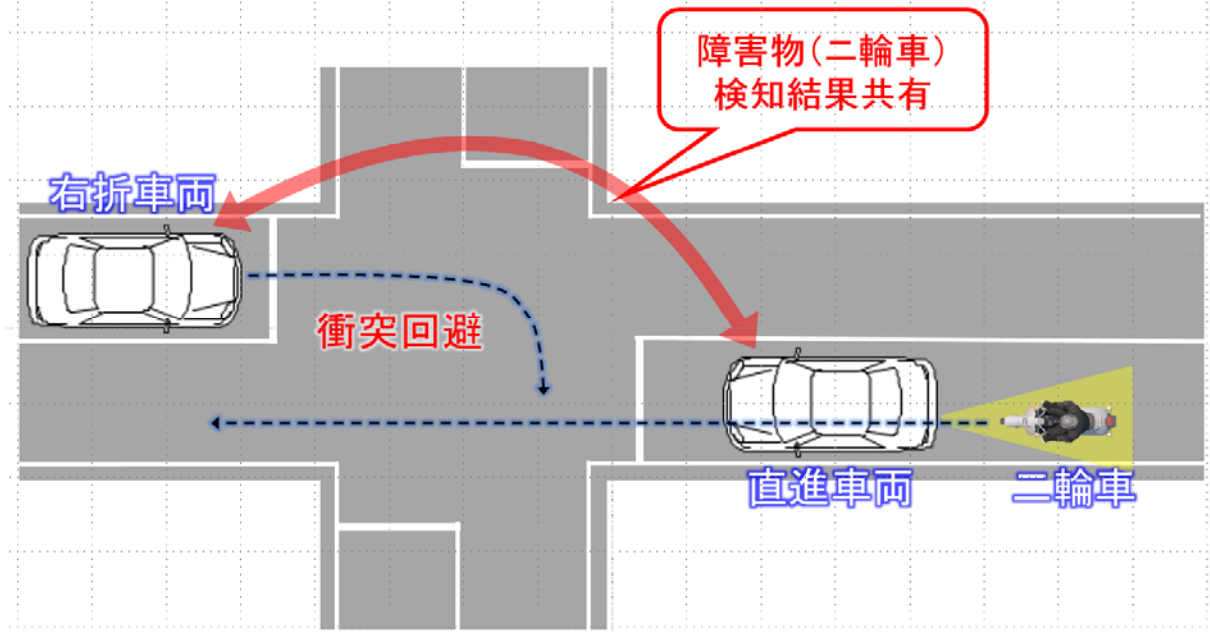 障害物(二輪車)
検知結果共有
右折車両
衝突回避
直進車両
二輪車